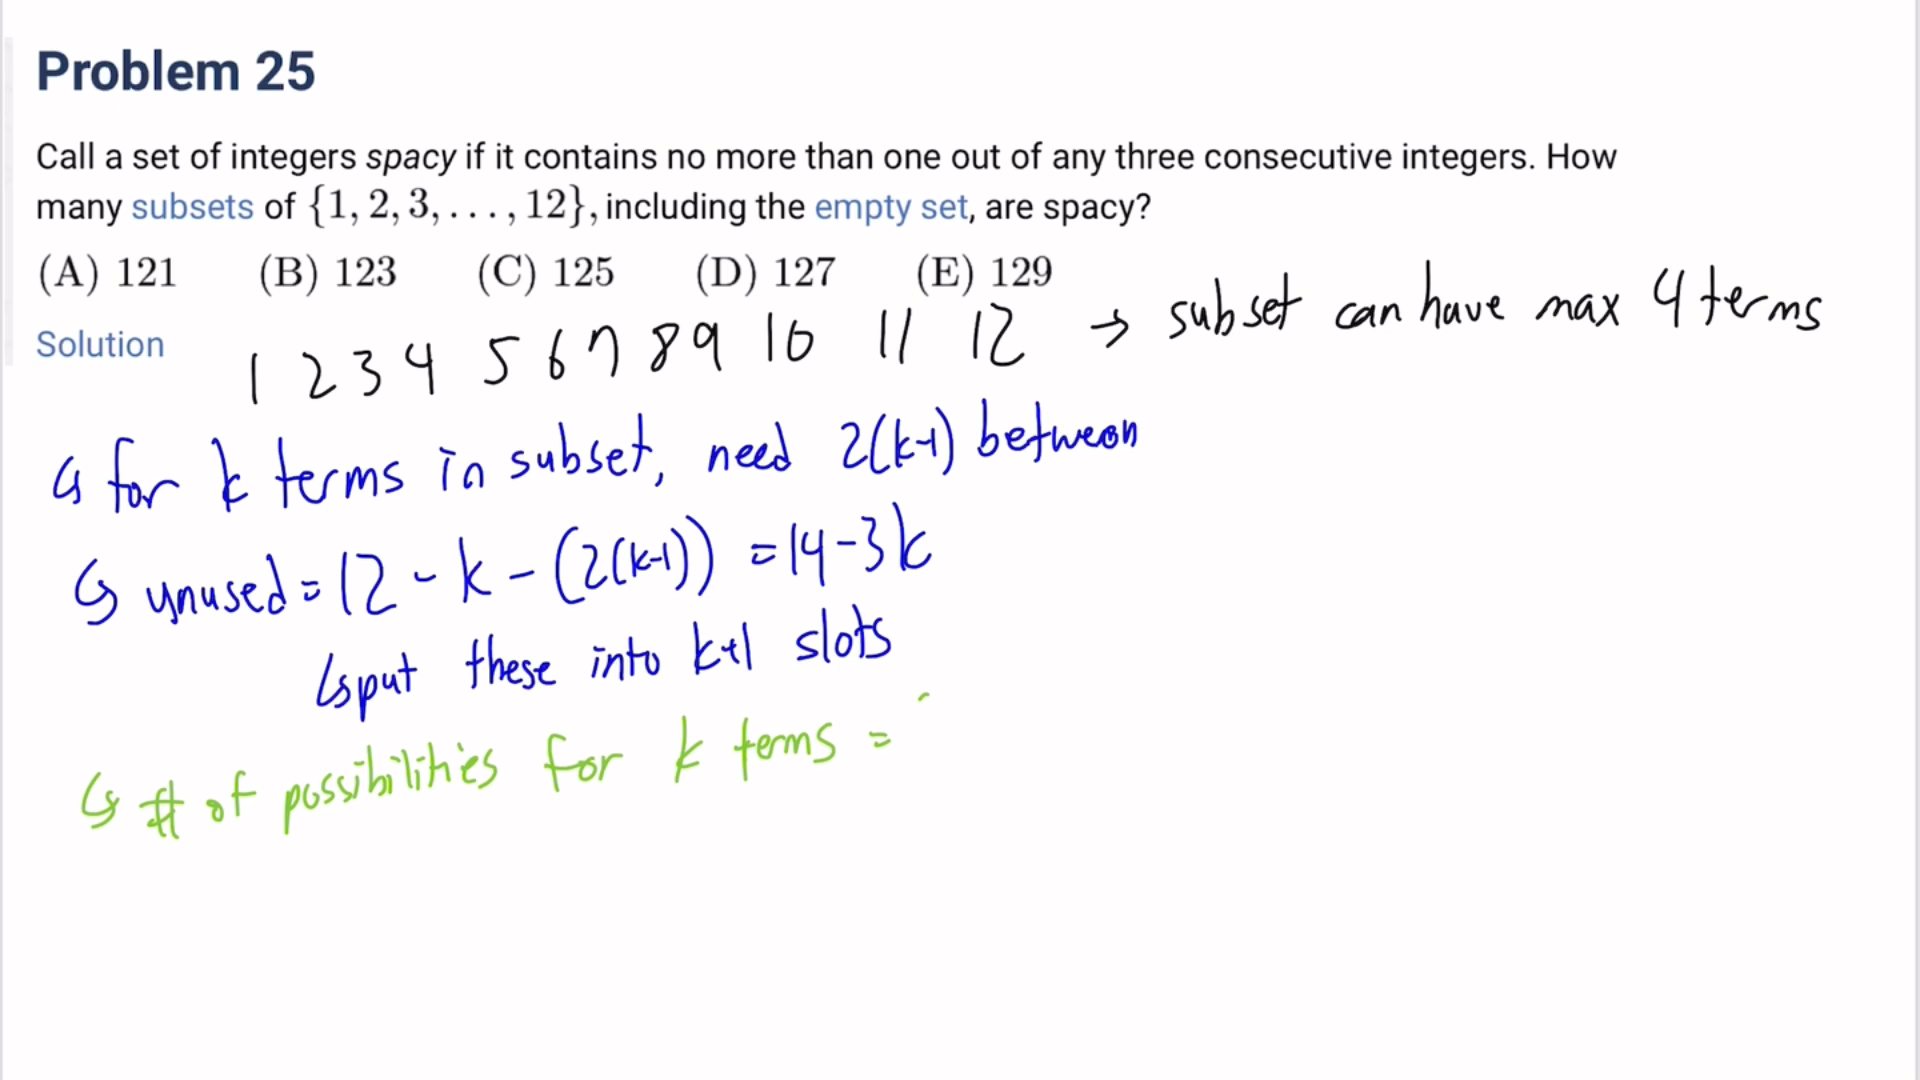 Problem 25
Call a set of integers spacy if it contains no more than one out of any three consecutive integers. How
many subsets of {1, 2, 3, . . . , 12}, including the empty set, are spacy?
(A) 121 (B) 123 (C) 125 (D) 127 (E) 129
Solution
1 2 3 4 5 6 7 8 9 10 11 12 → subset can have max 4 terms
↳ for k terms in subset, need 2(k-1) between
↳ unused = 12 - k - (2(k-1)) = 14 - 3k
↳ put these into k+1 slots
↳ # of possibilities for k terms =